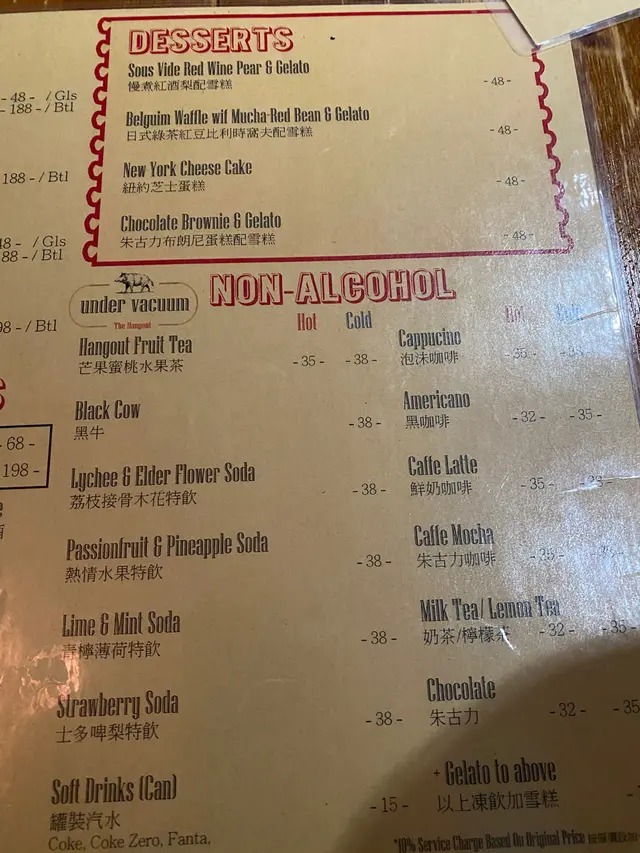 DESSERTS
Sous Vide Red Wine Pear & Gelato
慢煮紅酒梨配雪糕 - 48 -
Belguim Waffle wif Mucha-Red Bean & Gelato
日式綠茶紅豆比利時窩夫配雪糕 - 48 -
New York Cheese Cake
紐約芝士蛋糕 - 48 -
Chocolate Brownie & Gelato
朱古力布朗尼蛋糕配雪糕 - 48 -
- 48 - / Gls
- 188 - / Btl
188 - / Btl
48 - / Gls
88 - / Btl
98 - / Btl
- 68 -
198 -
under vacuum
The Hangout
NON-ALCOHOL
Hot Cold
Hangout Fruit Tea
芒果蜜桃水果茶 - 35 - - 38 -
Black Cow
黑牛 - 38 -
Lychee & Elder Flower Soda
荔枝接骨木花特飲 - 38 -
Passionfruit & Pineapple Soda
熱情水果特飲 - 38 -
Lime & Mint Soda
青檸薄荷特飲 - 38 -
Strawberry Soda
士多啤梨特飲 - 38 -
Soft Drinks (Can)
罐裝汽水 - 15 -
Coke, Coke Zero, Fanta,
Hot Cold
Cappucino
泡沫咖啡 - 35 - - 38 -
Americano
黑咖啡 - 32 - - 35 -
Caffe Latte
鮮奶咖啡 - 35 -
Caffe Mocha
朱古力咖啡 - 35 - - 38 -
Milk Tea/ Lemon Tea
奶茶/檸檬茶 - 32 - - 35 -
Chocolate
朱古力 - 32 - - 35
+ Gelato to above
以上凍飲加雪糕
*10% Service Charge Based On Original Price